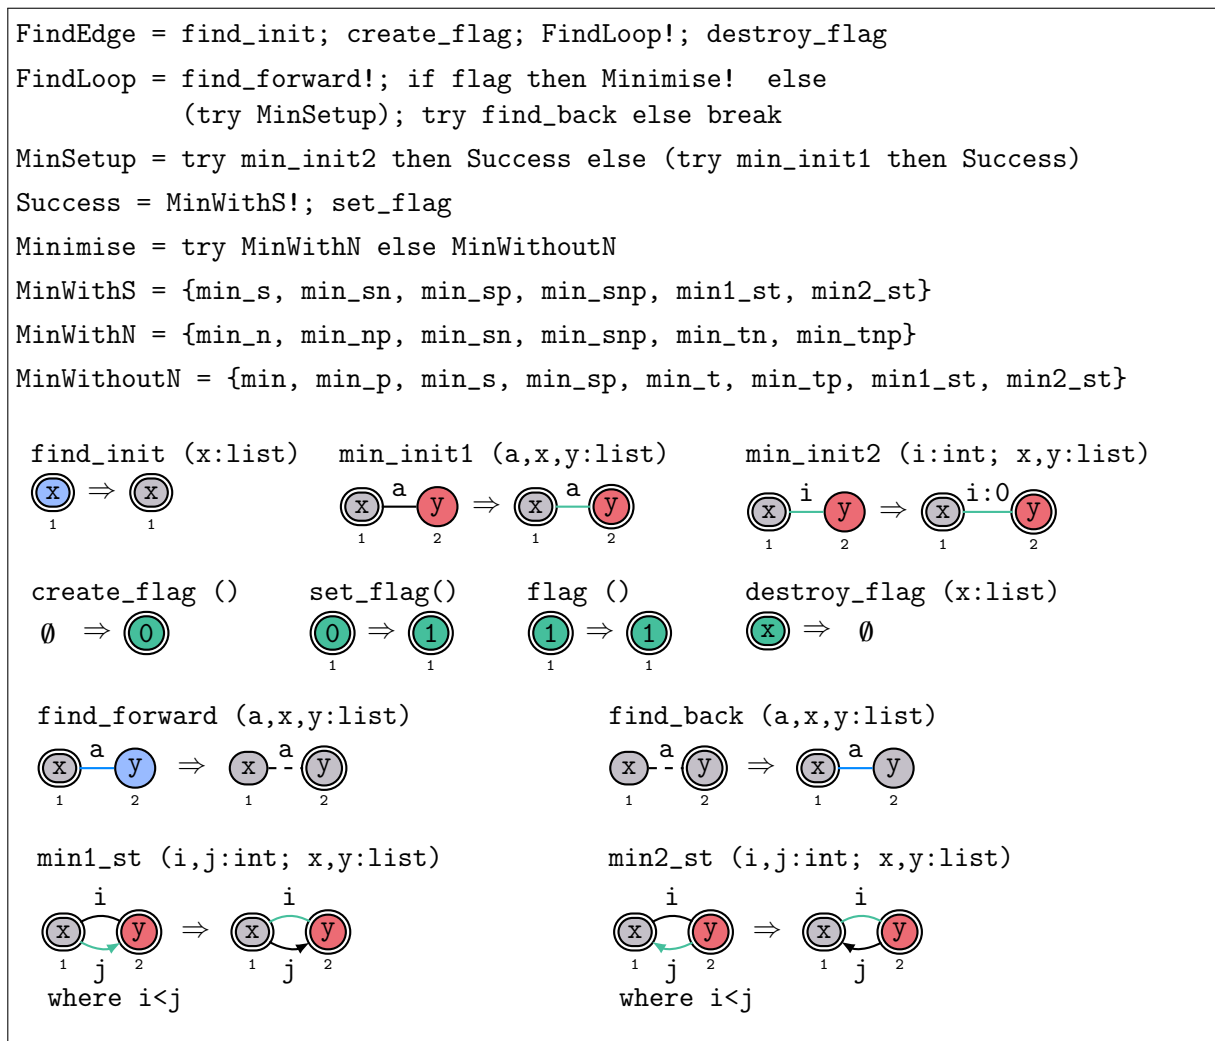 FindEdge = find_init; create_flag; FindLoop!; destroy_flag
FindLoop = find_forward!; if flag then Minimise! else
(try MinSetup); try find_back else break
MinSetup = try min_init2 then Success else (try min_init1 then Success)
Success = MinWithS!; set_flag
Minimise = try MinWithN else MinWithoutN
MinWithS = {min_s, min_sn, min_sp, min_snp, min1_st, min2_st}
MinWithN = {min_n, min_np, min_sn, min_snp, min_tn, min_tnp}
MinWithoutN = {min, min_p, min_s, min_sp, min_t, min_tp, min1_st, min2_st}
find_init (x:list) min_init1 (a,x,y:list) min_init2 (i:int; x,y:list)
a a i i:0
x ⇒ x x y ⇒ x y x y ⇒ x y
1 1 1 2 1 2 1 2 1 2
create_flag () set_flag() flag () destroy_flag (x:list)
∅ ⇒ 0 0 ⇒ 1 1 ⇒ 1 x ⇒ ∅
1 1 1 1
find_forward (a,x,y:list) find_back (a,x,y:list)
a a a a
x y ⇒ x y x y ⇒ x y
1 2 1 2 1 2 1 2
min1_st (i,j:int; x,y:list) min2_st (i,j:int; x,y:list)
i i i i
x y ⇒ x y x y ⇒ x y
1 j 2 1 j 2 1 j 2 1 j 2
where i<j where i<j